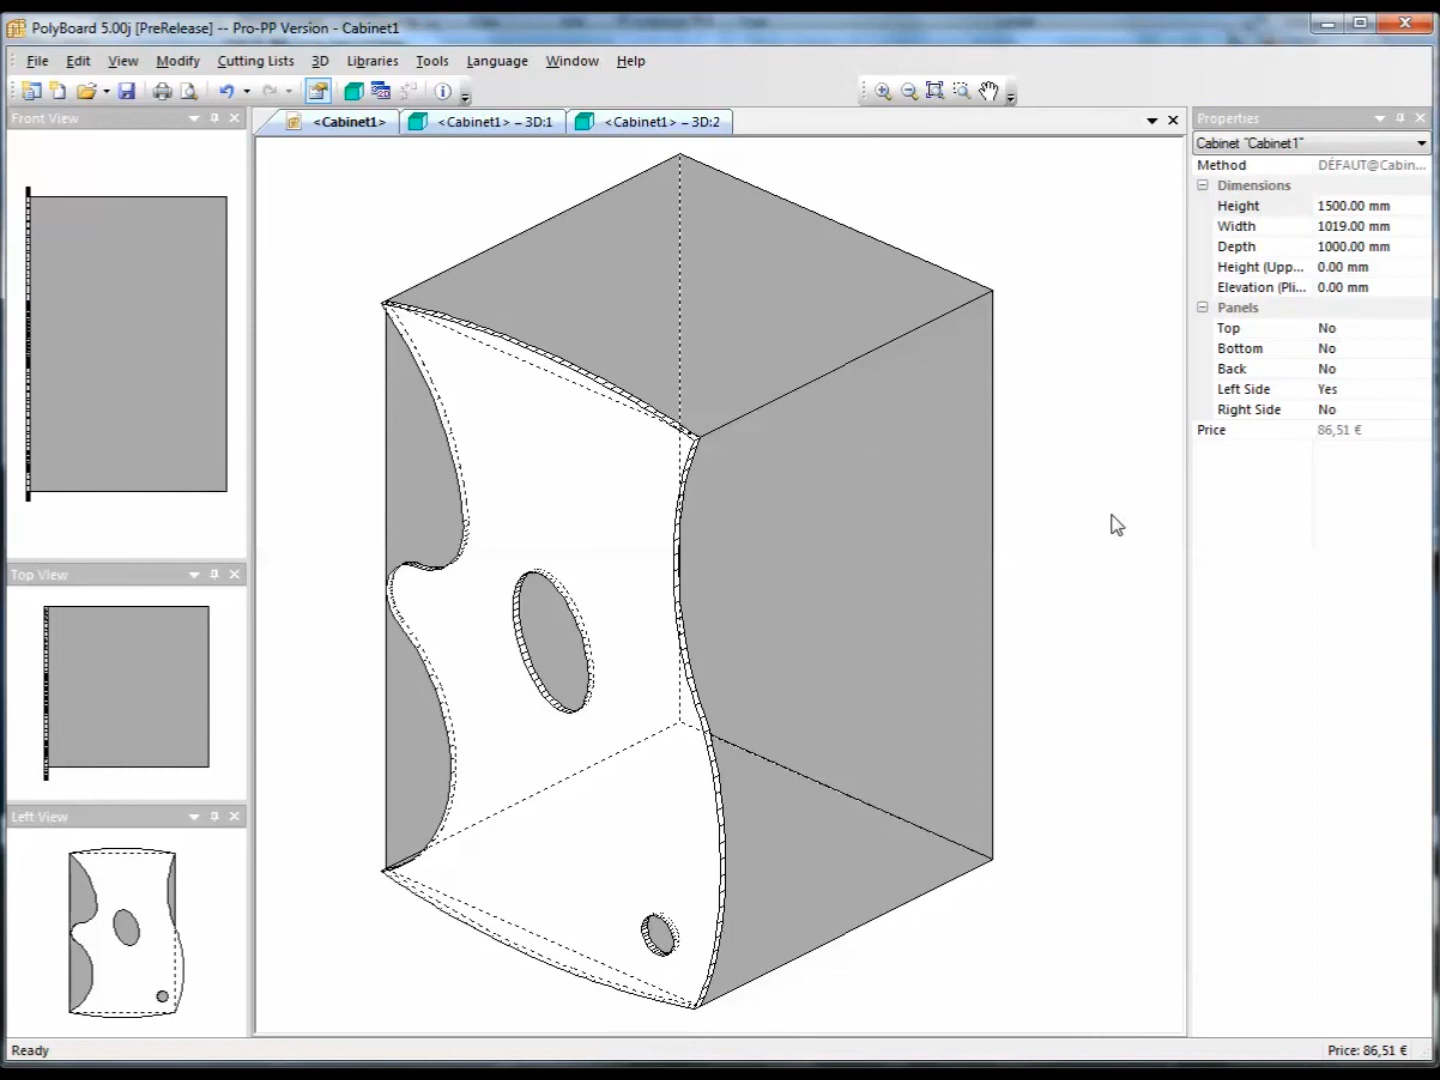 PolyBoard 5.00j [PreRelease] -- Pro-PP Version - Cabinet1
File Edit View Modify Cutting Lists 3D Libraries Tools Language Window Help
Front View
<Cabinet1> <Cabinet1> – 3D:1 <Cabinet1> – 3D:2
Properties
Cabinet "Cabinet1"
Method DÉFAUT@Cabin...
Dimensions
Height 1500.00 mm
Width 1019.00 mm
Depth 1000.00 mm
Height (Upp... 0.00 mm
Elevation (Pli... 0.00 mm
Panels
Top No
Bottom No
Back No
Left Side Yes
Right Side No
Price 86,51 €
Top View
Left View
Ready
Price: 86,51 €